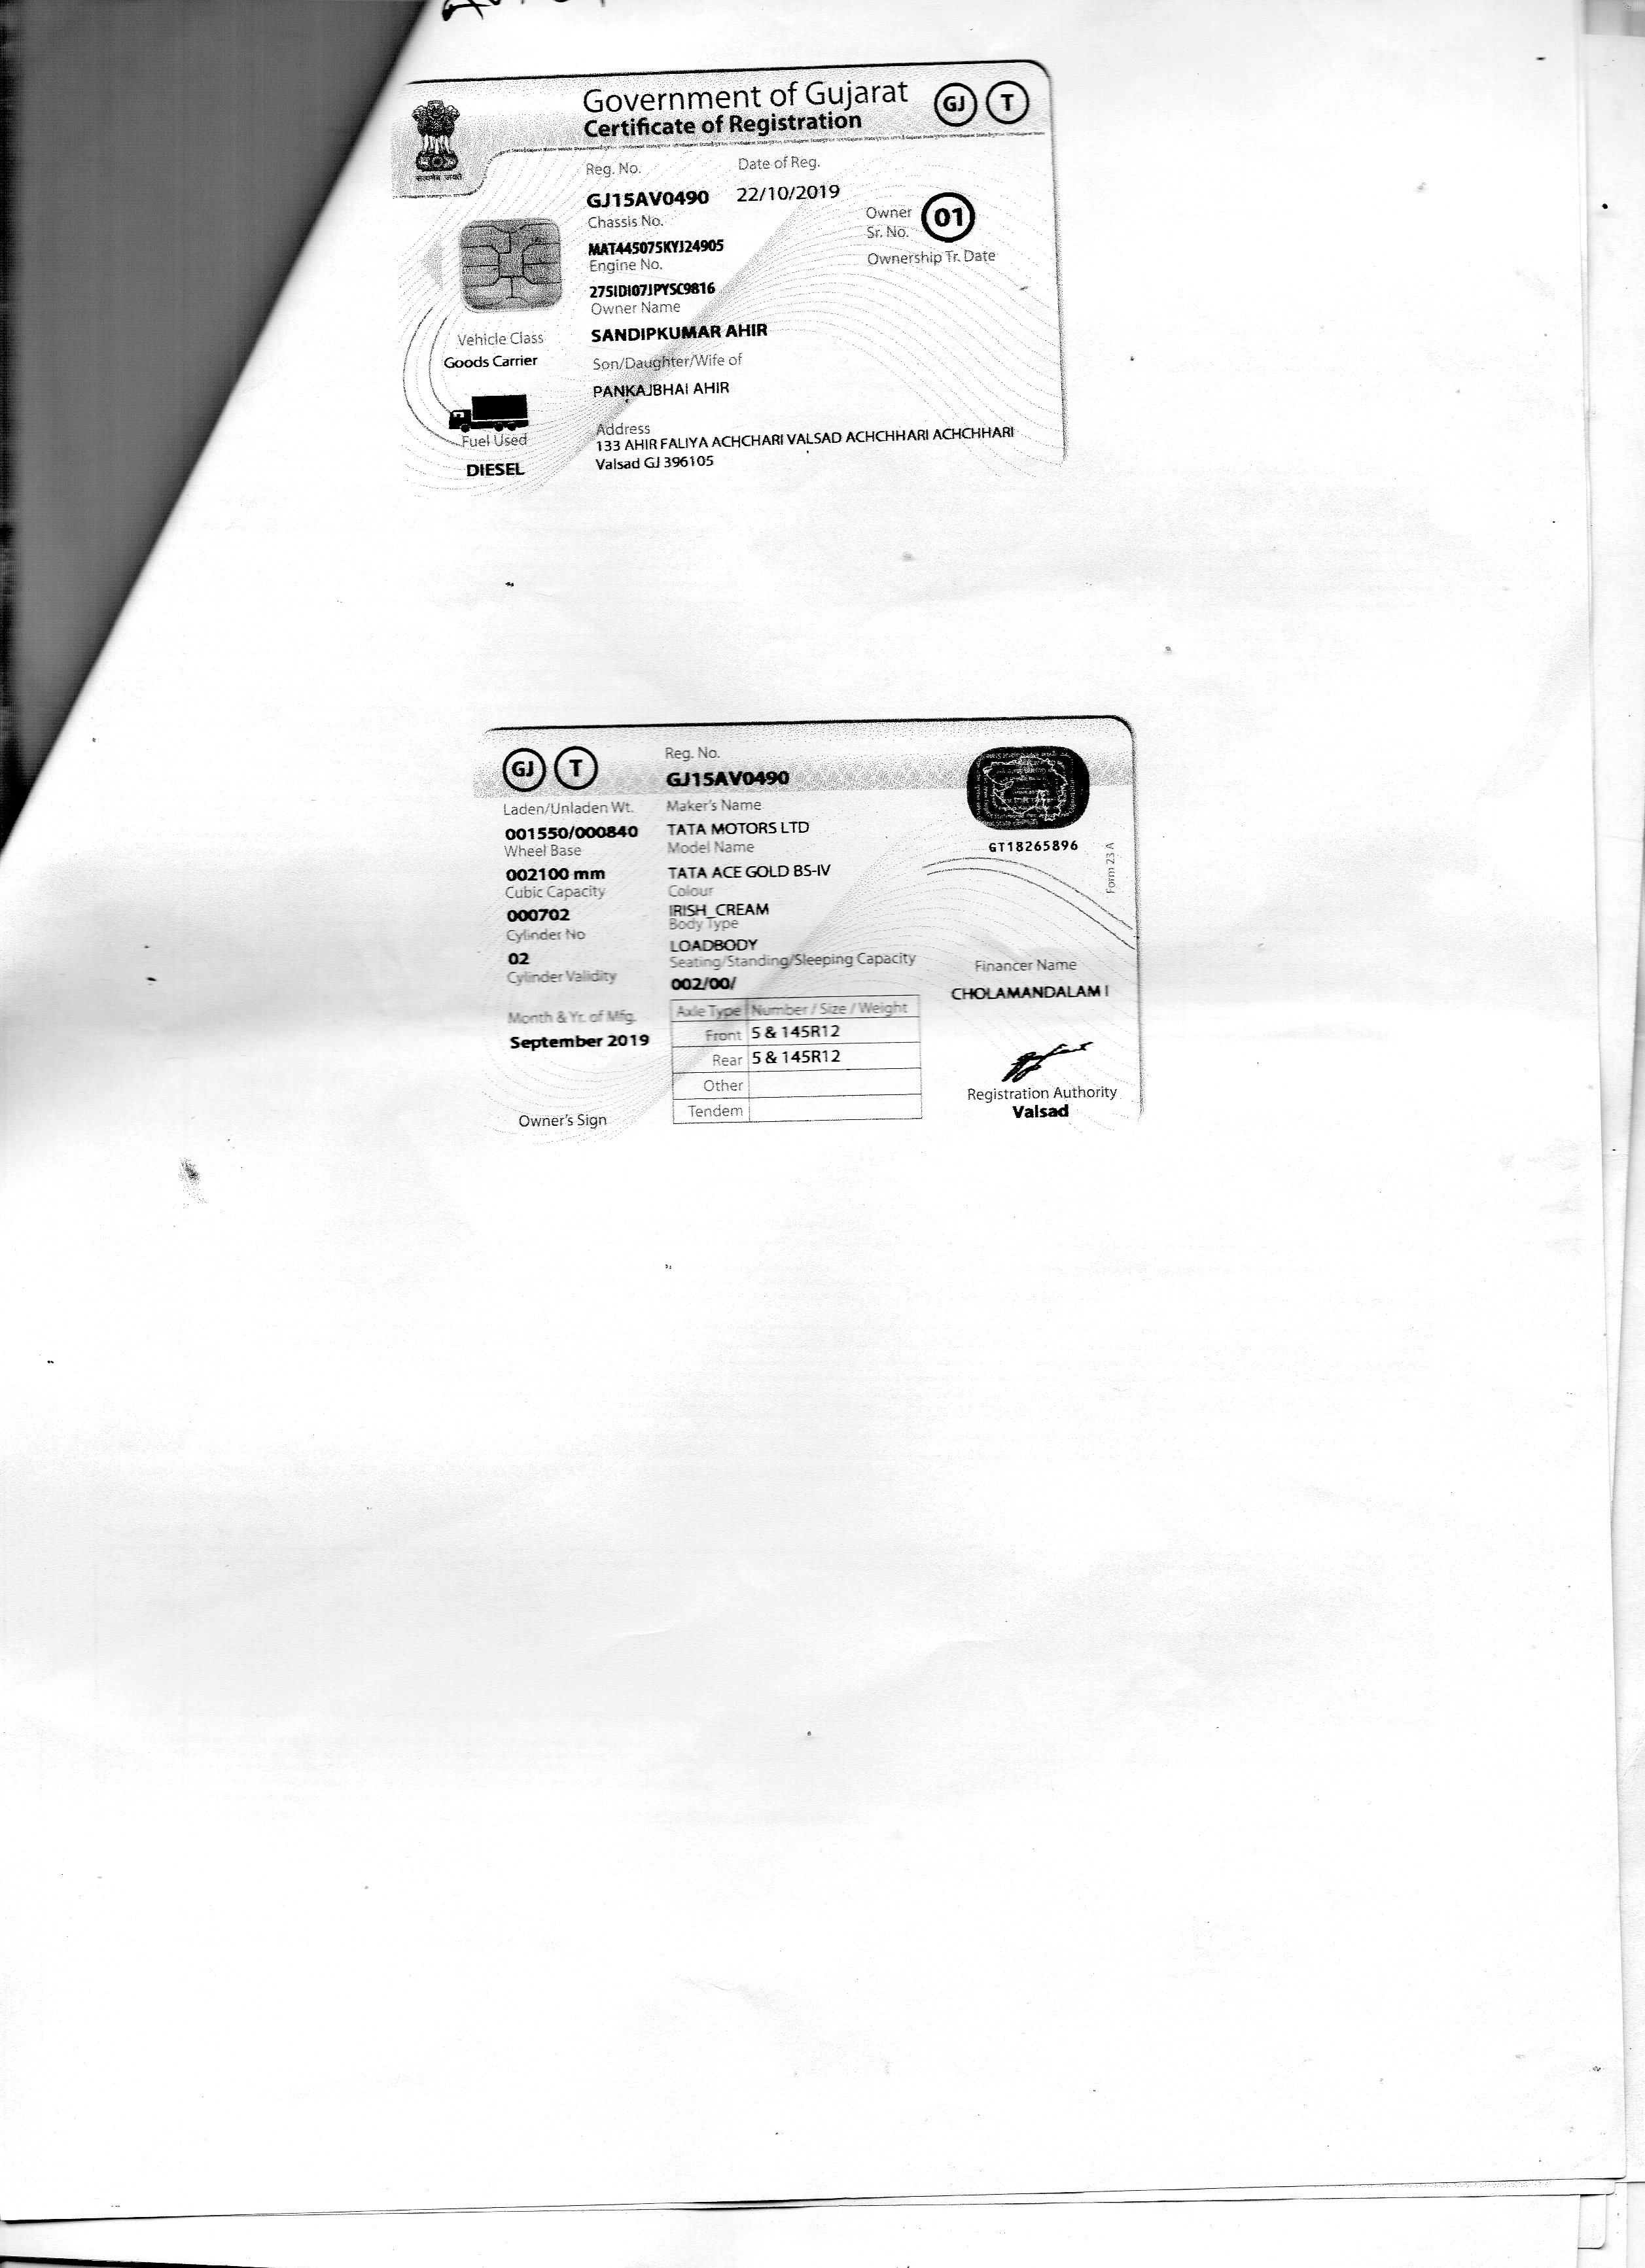 Government of Gujarat
Certificate of Registration
GJ T
सत्यमेव जयते
Reg. No. Date of Reg.
GJ15AV0490 22/10/2019
Chassis No.
MAT445075KYJ24905
Engine No.
275IDI07JPYSC9816
Owner Name
SANDIPKUMAR AHIR
Son/Daughter/Wife of
PANKAJBHAI AHIR
Address
133 AHIR FALIYA ACHCHARI VALSAD ACHCHHARI ACHCHHARI
Valsad GJ 396105
Owner
Sr. No.
01
Ownership Tr. Date
Vehicle Class
Goods Carrier
Fuel Used
DIESEL
GJ T
Reg. No.
GJ15AV0490
Laden/Unladen Wt.
001550/000840
Wheel Base
002100 mm
Cubic Capacity
000702
Cylinder No
02
Cylinder Validity
Month & Yr. of Mfg.
September 2019
Owner's Sign
Maker's Name
TATA MOTORS LTD
Model Name
TATA ACE GOLD BS-IV
Colour
IRISH_CREAM
Body Type
LOADBODY
Seating/Standing/Sleeping Capacity
002/00/
Axle Type Number / Size / Weight
Front 5 & 145R12
Rear 5 & 145R12
Other
Tendem
GT18265896
Form 23 A
Financer Name
CHOLAMANDALAM I
Registration Authority
Valsad